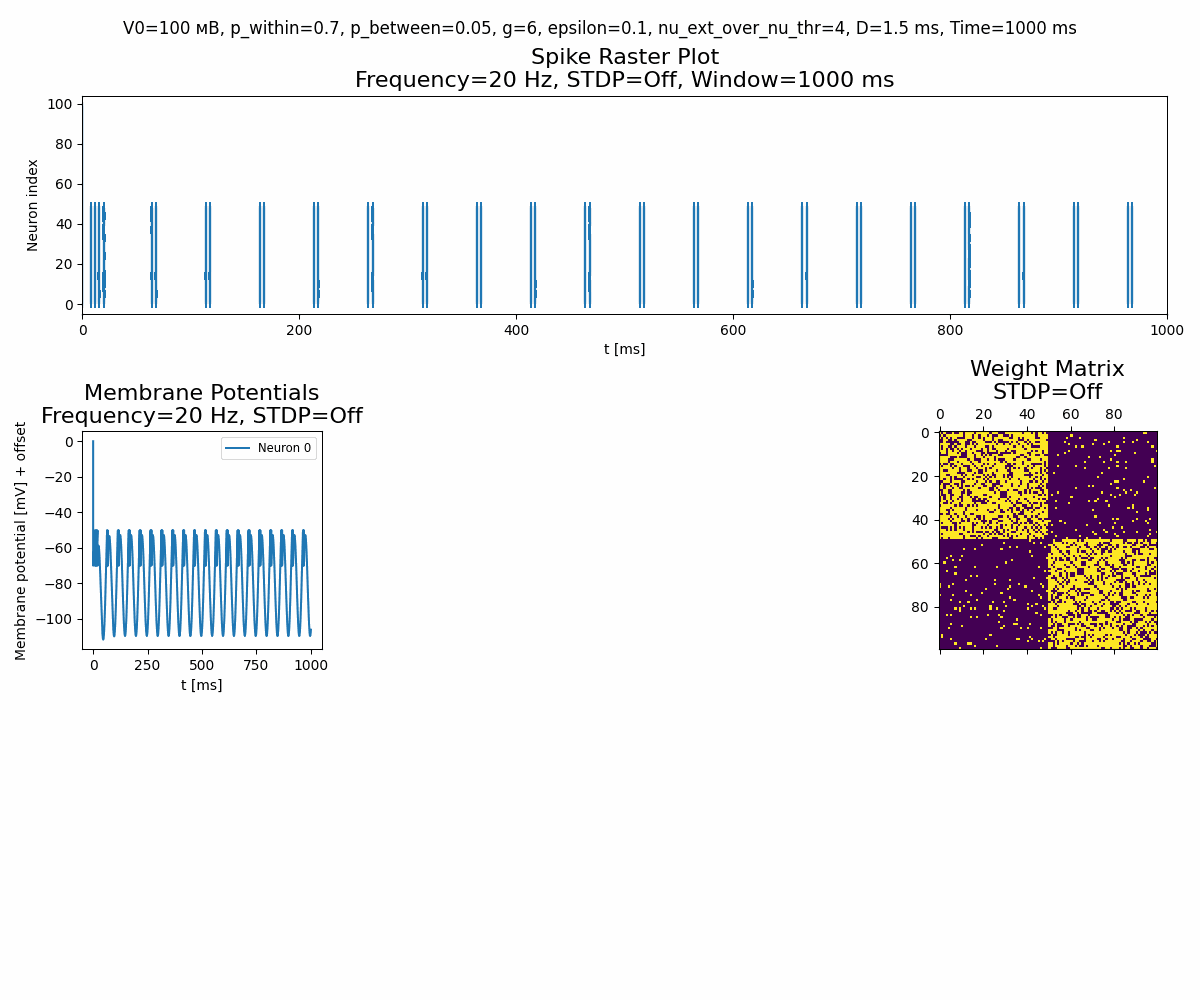 V0=100 мВ, p_within=0.7, p_between=0.05, g=6, epsilon=0.1, nu_ext_over_nu_thr=4, D=1.5 ms, Time=1000 ms
Spike Raster Plot
Frequency=20 Hz, STDP=Off, Window=1000 ms
100
80
60
40
20
0
Neuron index
0 200 400 600 800 1000
t [ms]
Membrane Potentials
Frequency=20 Hz, STDP=Off
Membrane potential [mV] + offset
0
−20
−40
−60
−80
−100
Neuron 0
0 250 500 750 1000
t [ms]
Weight Matrix
STDP=Off
0 20 40 60 80
0
20
40
60
80